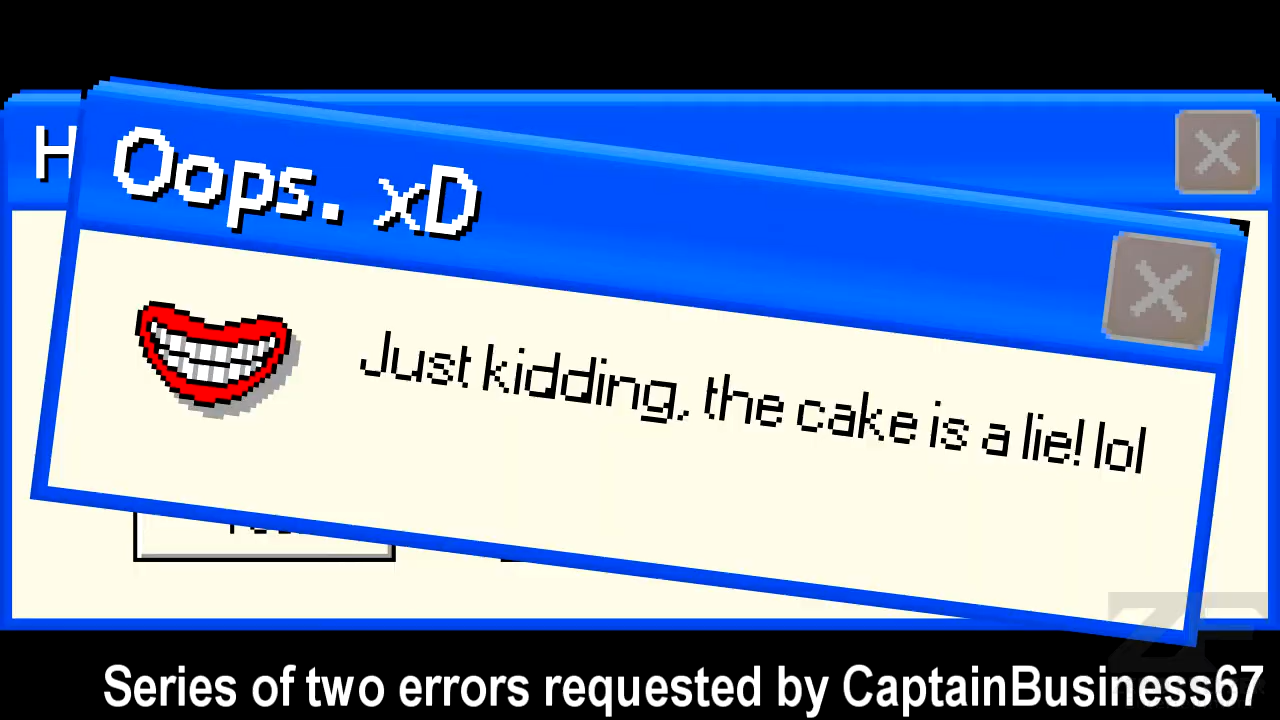 H
Oops. xD
Just kidding, the cake is a lie! lol
Series of two errors requested by CaptainBusiness67